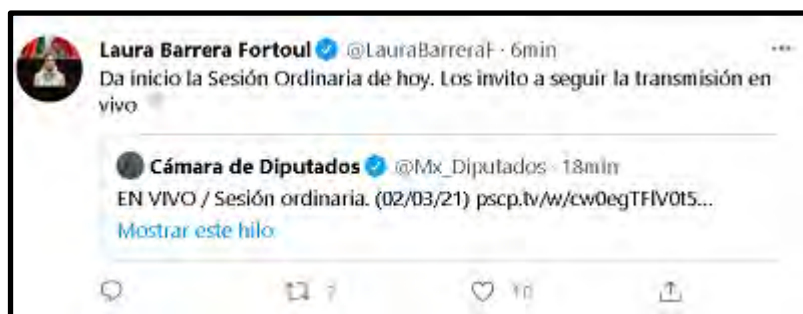 Laura Barrera Fortoul @LauraBarreraF · 6min
Da inicio la Sesión Ordinaria de hoy. Los invito a seguir la transmisión en
vivo
Cámara de Diputados @Mx_Diputados · 18min
EN VIVO / Sesión ordinaria. (02/03/21) pscp.tv/w/cw0egTFlV0t5...
Mostrar este hilo
7 10